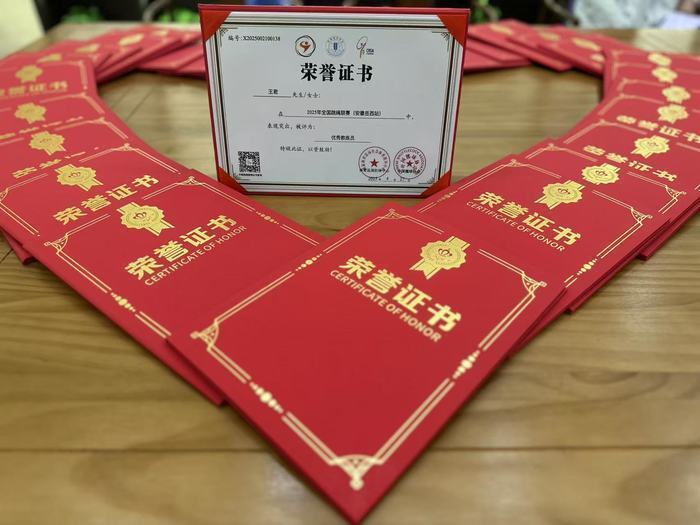 编号:X2025002100138
荣誉证书
王君 先生/女士:
在 2025年全国跳绳联赛(安徽岳西站) 中,
表现突出,被评为:
优秀教练员
特颁此证,以资鼓励!
荣誉证书
CERTIFICATE OF HONOR
荣誉证书
CERTIFICATE OF HONOR
荣誉证书
CERTIFICATE OF HONOR
荣誉证书
荣誉证书